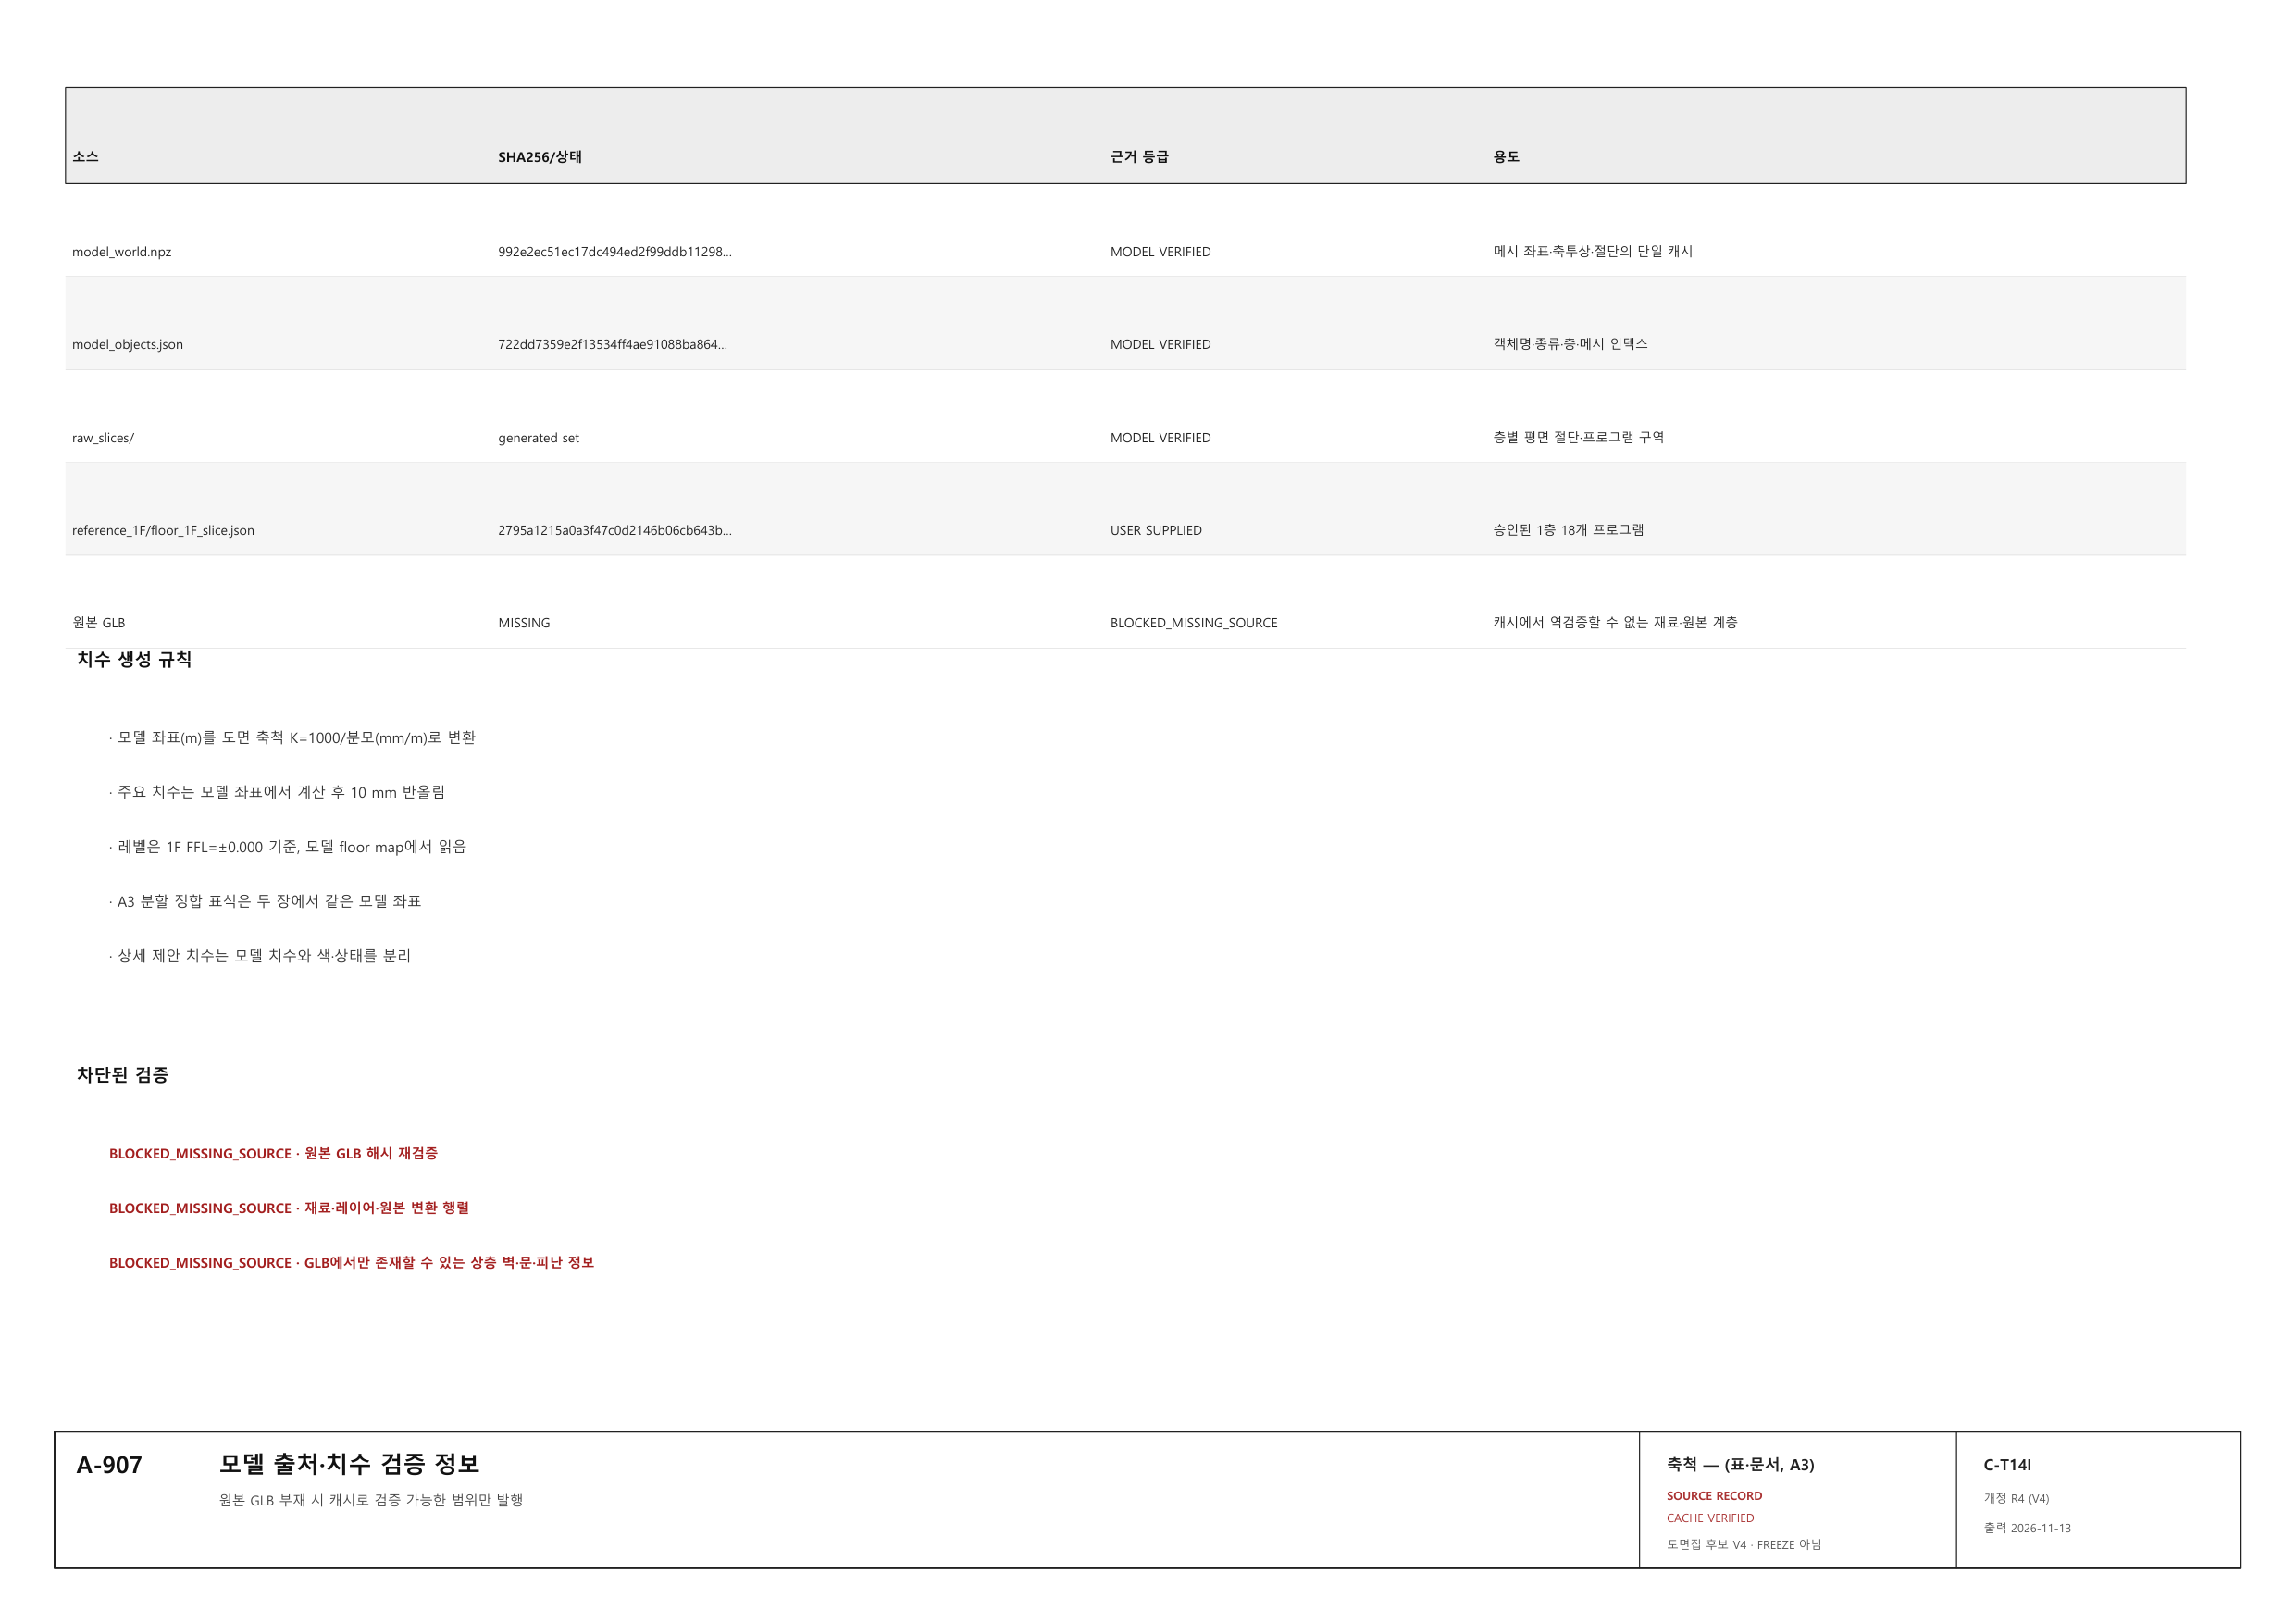 소스 SHA256/상태 근거 등급 용도
model_world.npz 992e2ec51ec17dc494ed2f99ddb11298... MODEL VERIFIED 메시 좌표·축투상·절단의 단일 캐시
model_objects.json 722dd7359e2f13534ff4ae91088ba864... MODEL VERIFIED 객체명·종류·층·메시 인덱스
raw_slices/ generated set MODEL VERIFIED 층별 평면 절단·프로그램 구역
reference_1F/floor_1F_slice.json 2795a1215a0a3f47c0d2146b06cb643b... USER SUPPLIED 승인된 1층 18개 프로그램
원본 GLB MISSING BLOCKED_MISSING_SOURCE 캐시에서 역검증할 수 없는 재료·원본 계층
치수 생성 규칙
· 모델 좌표(m)를 도면 축척 K=1000/분모(mm/m)로 변환
· 주요 치수는 모델 좌표에서 계산 후 10 mm 반올림
· 레벨은 1F FFL=±0.000 기준, 모델 floor map에서 읽음
· A3 분할 정합 표식은 두 장에서 같은 모델 좌표
· 상세 제안 치수는 모델 치수와 색·상태를 분리
차단된 검증
BLOCKED_MISSING_SOURCE · 원본 GLB 해시 재검증
BLOCKED_MISSING_SOURCE · 재료·레이어·원본 변환 행렬
BLOCKED_MISSING_SOURCE · GLB에서만 존재할 수 있는 상층 벽·문·피난 정보
A-907 모델 출처·치수 검증 정보
원본 GLB 부재 시 캐시로 검증 가능한 범위만 발행
축척 — (표·문서, A3)
SOURCE RECORD
CACHE VERIFIED
도면집 후보 V4 · FREEZE 아님
C-T14I
개정 R4 (V4)
출력 2026-11-13